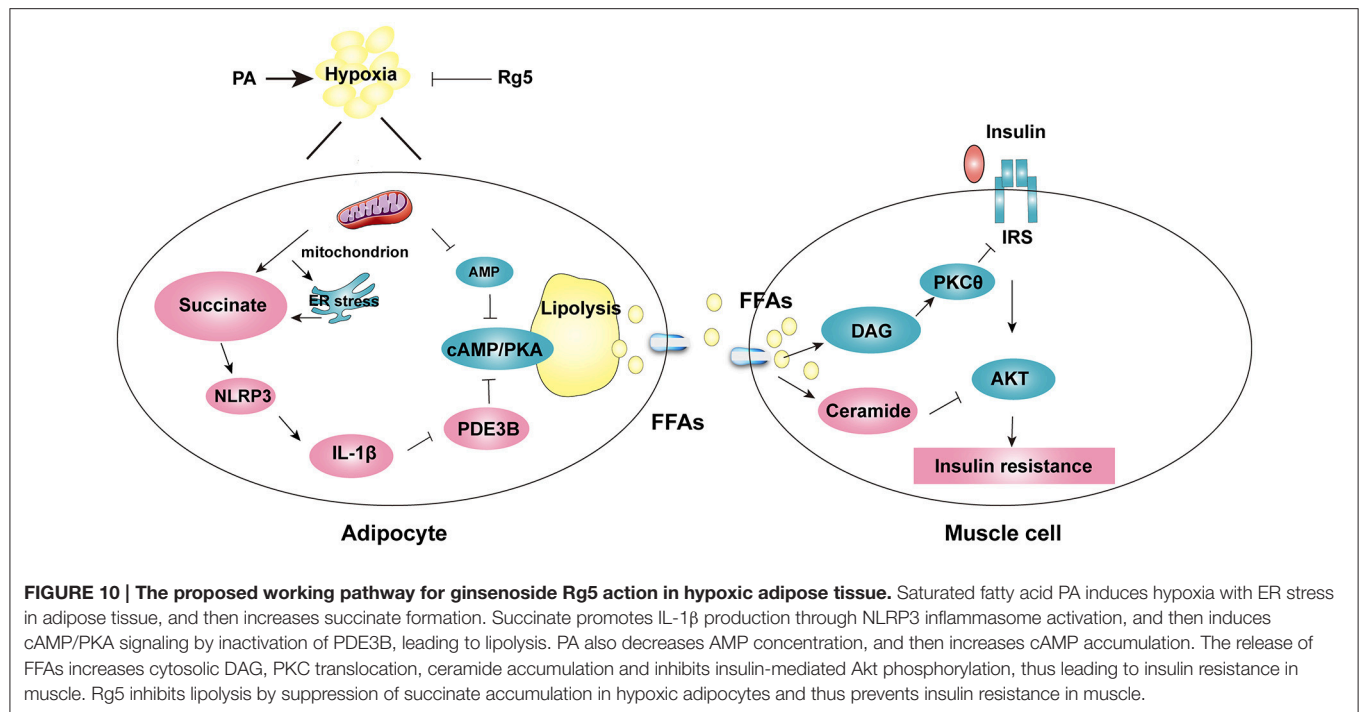 PA
Hypoxia
Rg5
mitochondrion
Succinate
ER stress
AMP
Lipolysis
cAMP/PKA
NLRP3
IL-1β
PDE3B
FFAs
Adipocyte
Insulin
IRS
FFAs
PKCθ
DAG
AKT
Ceramide
Insulin resistance
Muscle cell
FIGURE 10 | The proposed working pathway for ginsenoside Rg5 action in hypoxic adipose tissue. Saturated fatty acid PA induces hypoxia with ER stress
in adipose tissue, and then increases succinate formation. Succinate promotes IL-1β production through NLRP3 inflammasome activation, and then induces
cAMP/PKA signaling by inactivation of PDE3B, leading to lipolysis. PA also decreases AMP concentration, and then increases cAMP accumulation. The release of
FFAs increases cytosolic DAG, PKC translocation, ceramide accumulation and inhibits insulin-mediated Akt phosphorylation, thus leading to insulin resistance in
muscle. Rg5 inhibits lipolysis by suppression of succinate accumulation in hypoxic adipocytes and thus prevents insulin resistance in muscle.